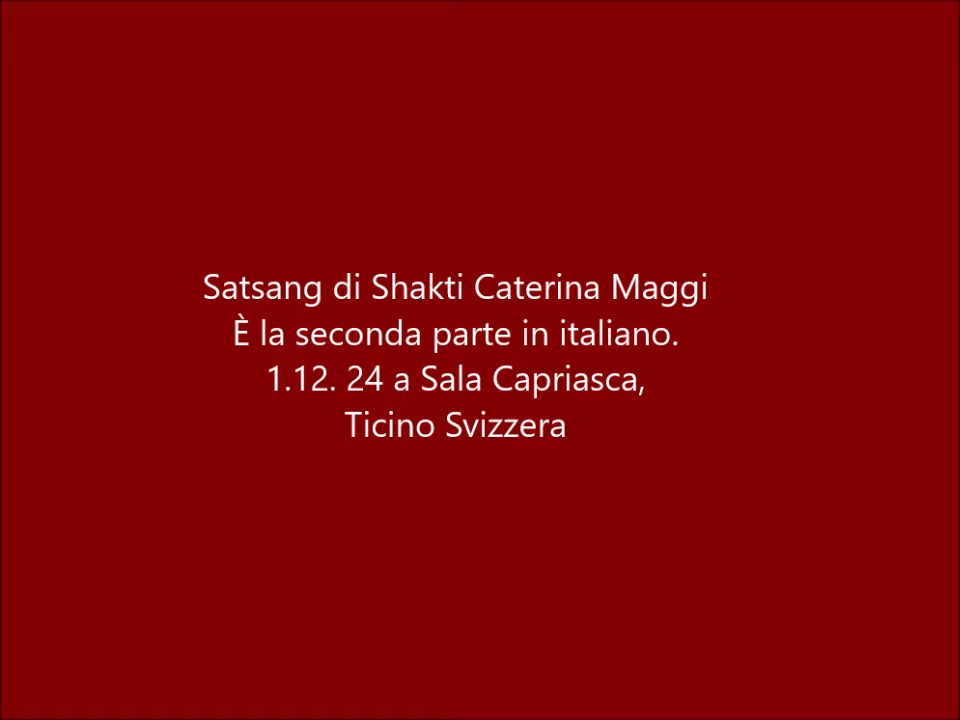 Satsang di Shakti Caterina Maggi
È la seconda parte in italiano.
1.12. 24 a Sala Capriasca,
Ticino Svizzera